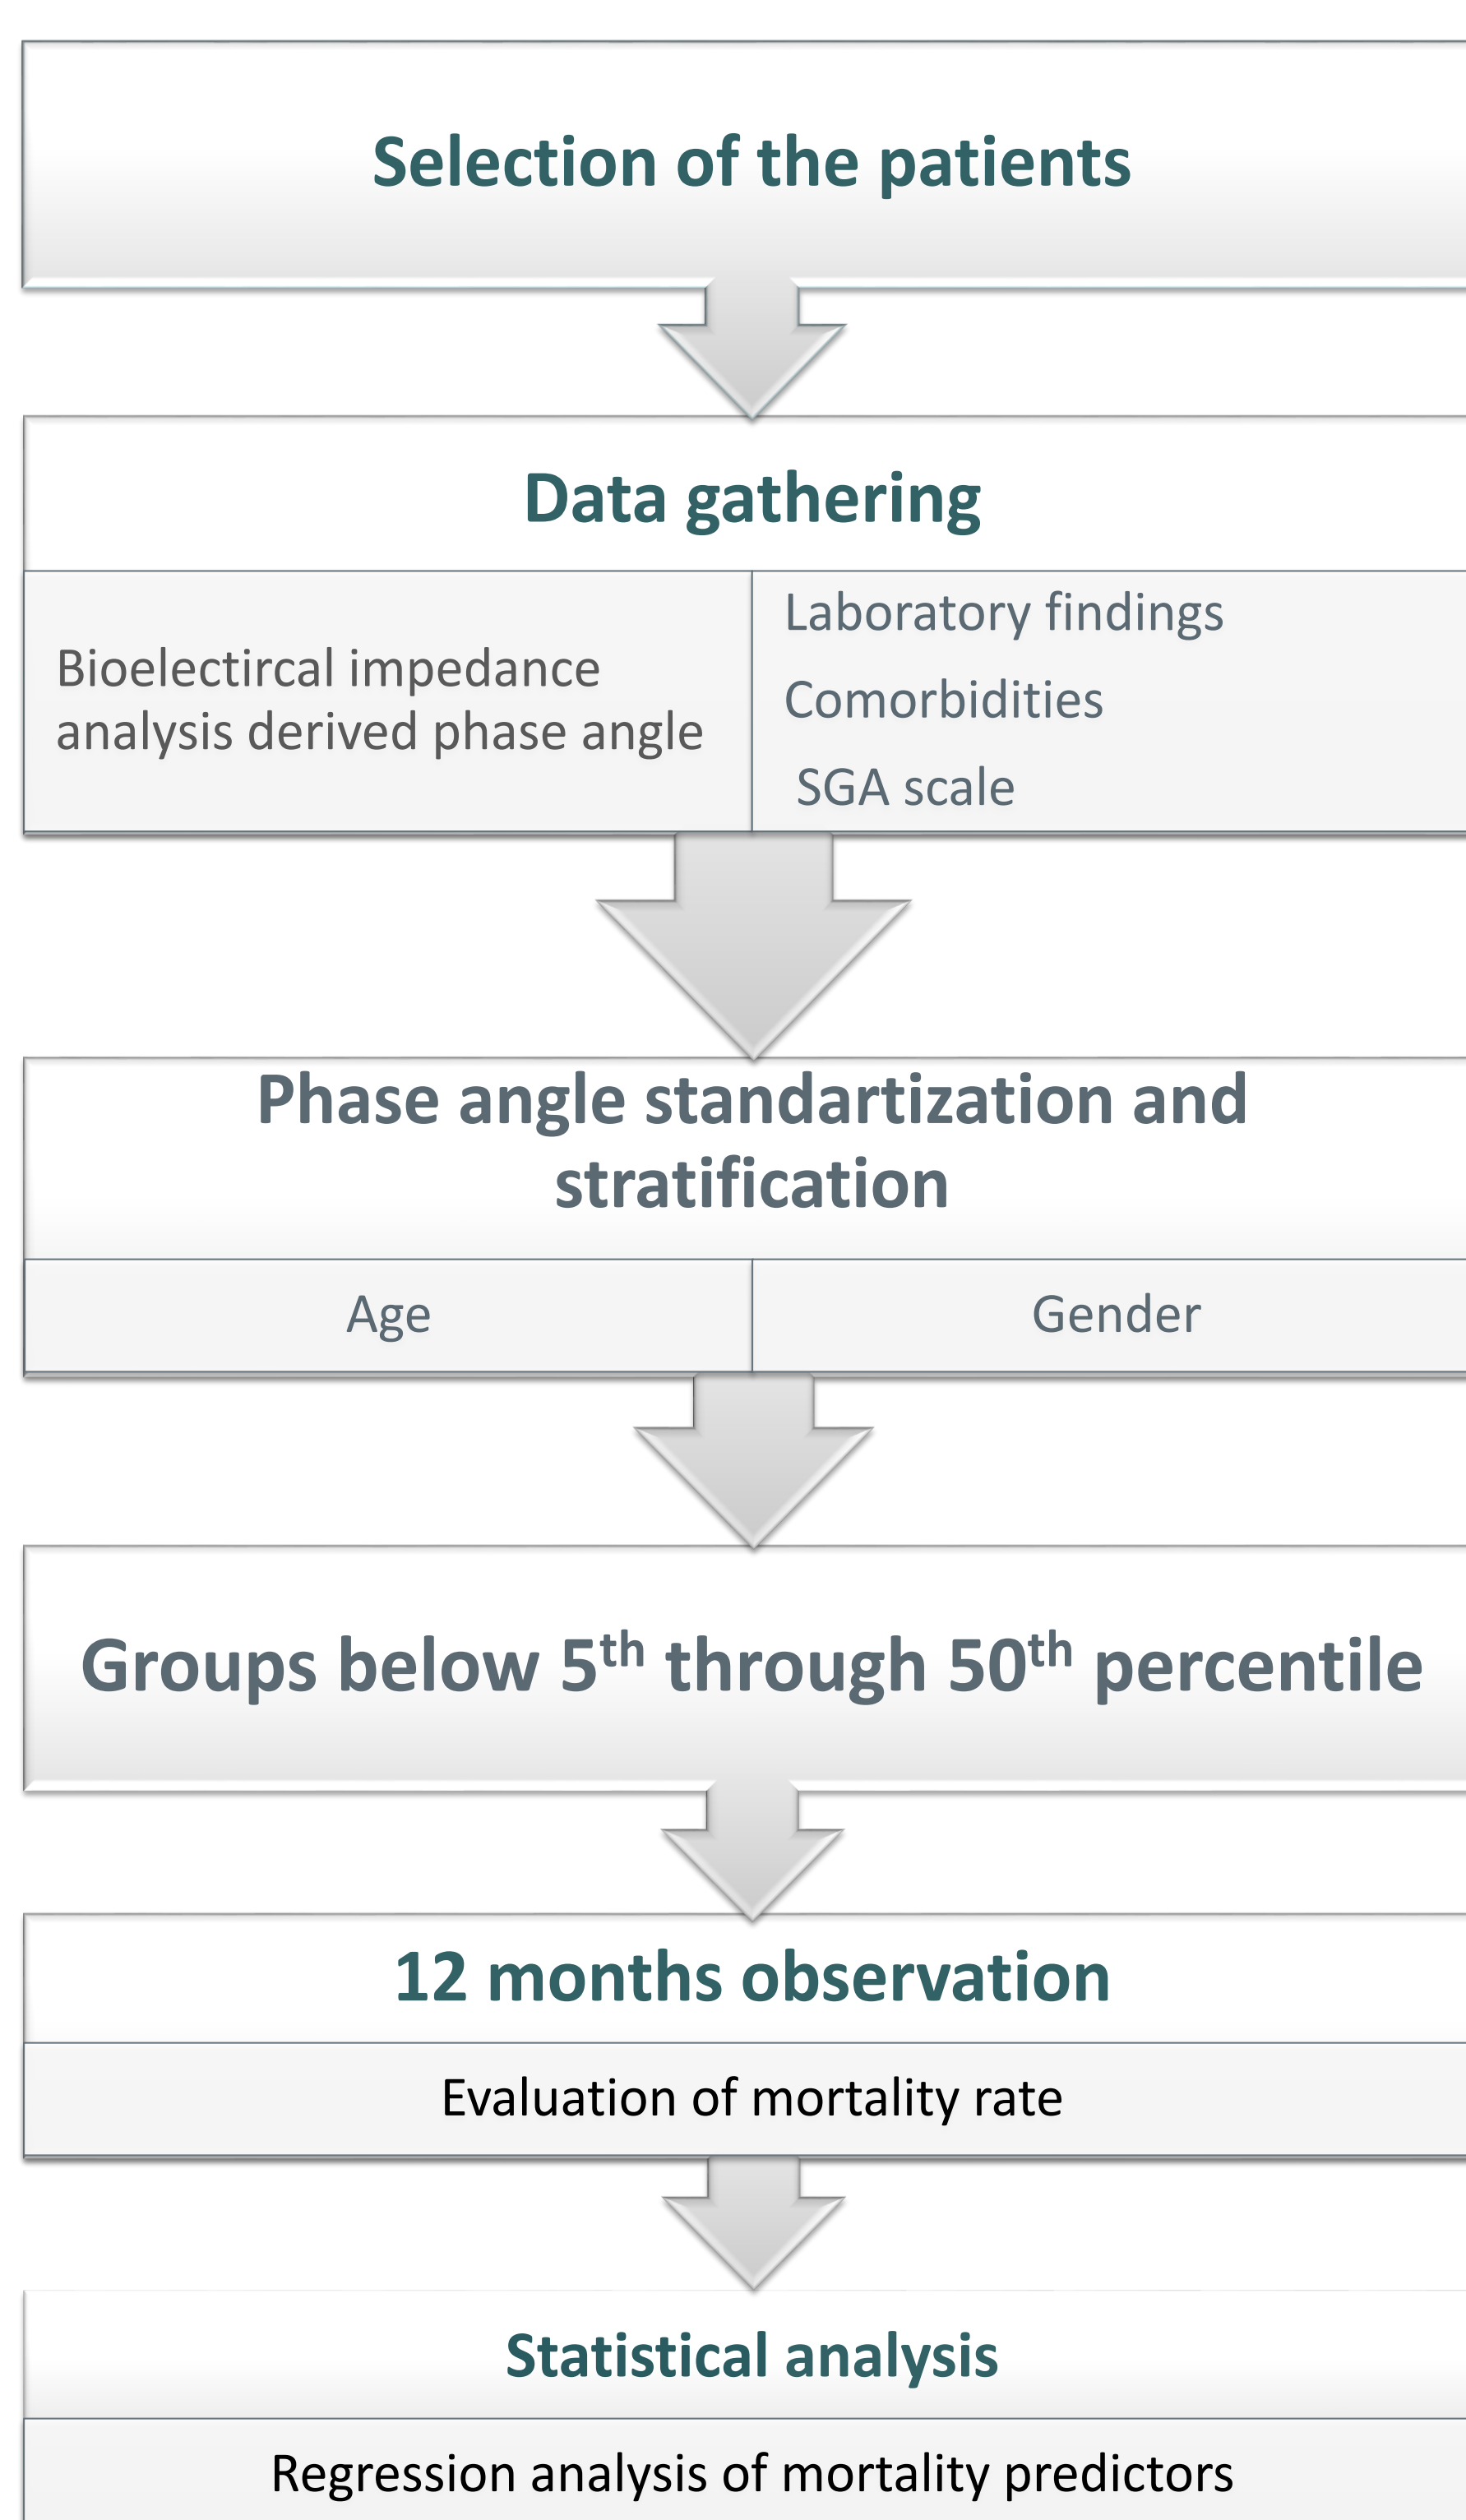 Selection of the patients
Data gathering
Bioelectircal impedance
analysis derived phase angle
Laboratory findings
Comorbidities
SGA scale
Phase angle standartization and
stratification
Age
Gender
Groups below 5th through 50th percentile
12 months observation
Evaluation of mortality rate
Statistical analysis
Regression analysis of mortality predictors